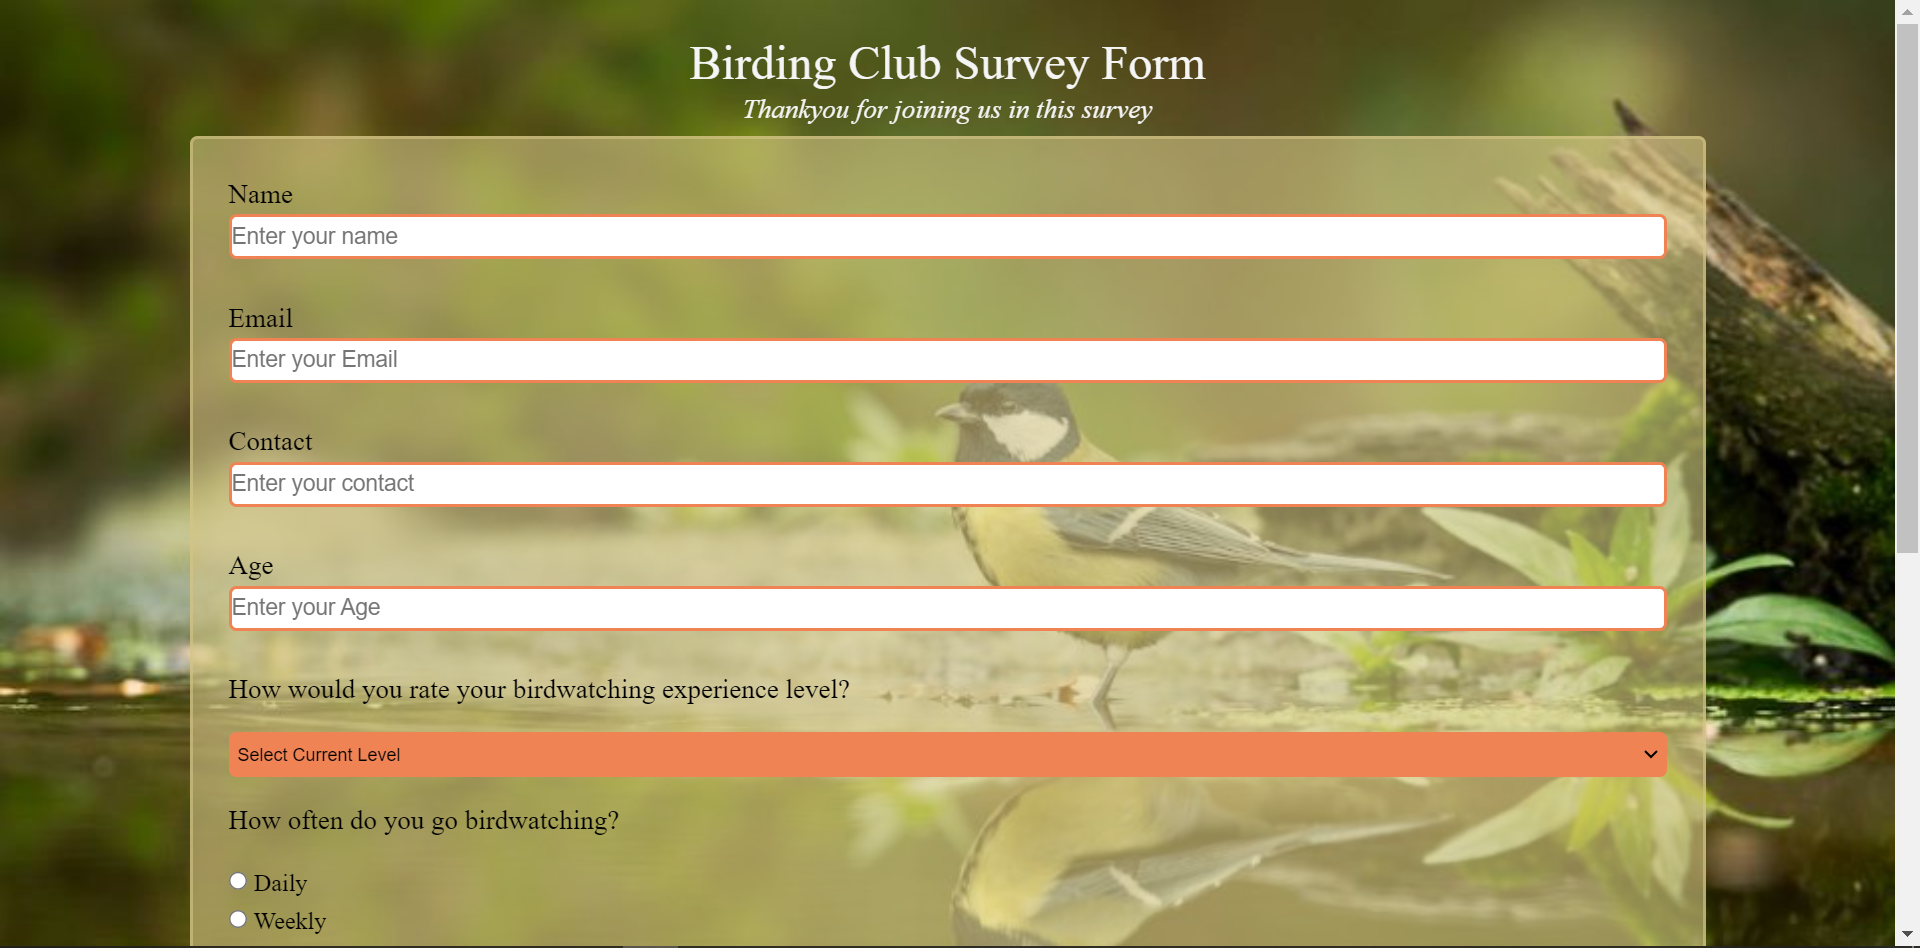 Birding Club Survey Form
Thankyou for joining us in this survey
Name
Enter your name
Email
Enter your Email
Contact
Enter your contact
Age
Enter your Age
How would you rate your birdwatching experience level?
Select Current Level
How often do you go birdwatching?
Daily
Weekly